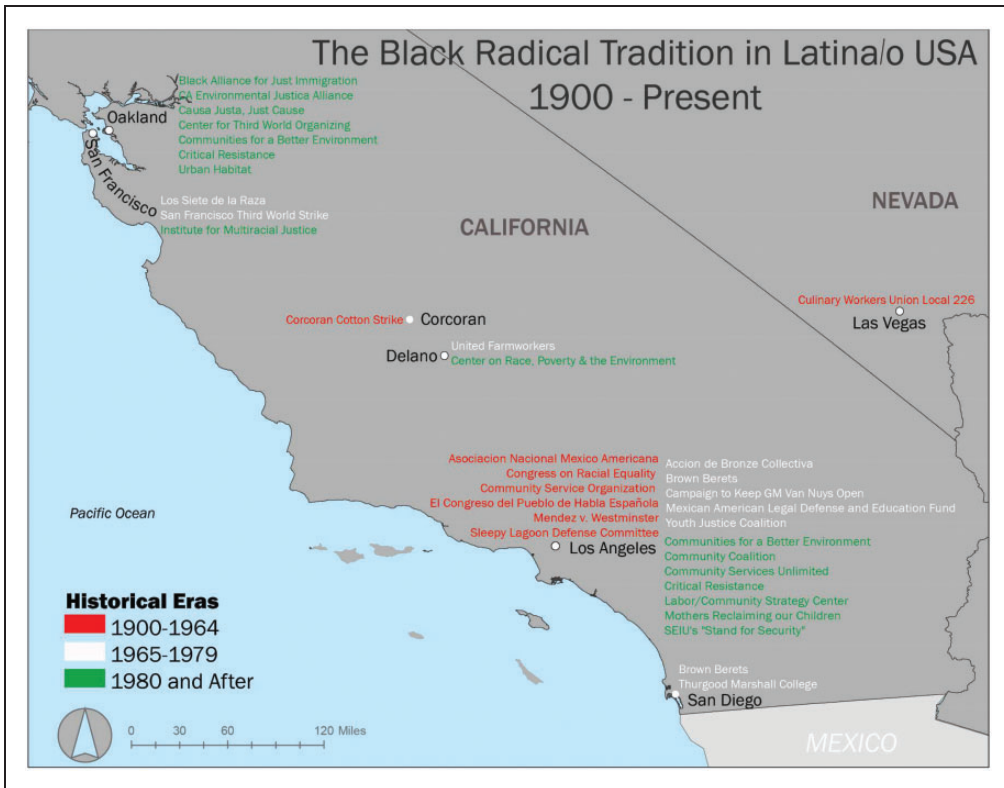 The Black Radical Tradition in Latina/o USA
1900 - Present
Black Alliance for Just Immigration
CA Environmental Justica Alliance
Causa Justa, Just Cause
Center for Third World Organizing
Communities for a Better Environment
Critical Resistance
Urban Habitat
Oakland
San Francisco
Los Siete de la Raza
San Francisco Third World Strike
Institute for Multiracial Justice
CALIFORNIA
NEVADA
Culinary Workers Union Local 226
Las Vegas
Corcoran Cotton Strike
Corcoran
Delano
United Farmworkers
Center on Race, Poverty & the Environment
Asociacion Nacional Mexico Americana
Congress on Racial Equality
Community Service Organization
El Congreso del Pueblo de Habla Española
Mendez v. Westminster
Sleepy Lagoon Defense Committee
Los Angeles
Accion de Bronze Collectiva
Brown Berets
Campaign to Keep GM Van Nuys Open
Mexican American Legal Defense and Education Fund
Youth Justice Coalition
Communities for a Better Environment
Community Coalition
Community Services Unlimited
Critical Resistance
Labor/Community Strategy Center
Mothers Reclaiming our Children
SEIU's "Stand for Security"
Pacific Ocean
Brown Berets
Thurgood Marshall College
San Diego
MEXICO
Historical Eras
1900-1964
1965-1979
1980 and After
0 30 60 120 Miles